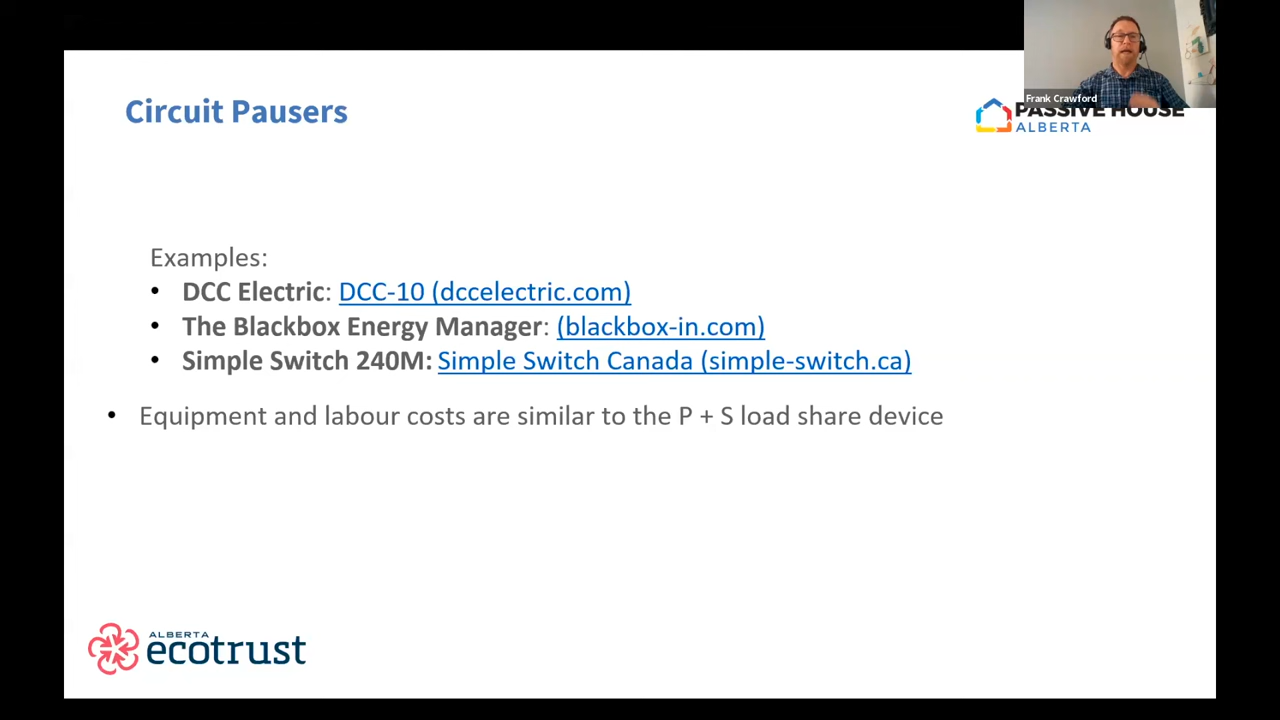 Frank Crawford
Circuit Pausers
PASSIVE HOUSE
ALBERTA
Examples:
• DCC Electric: DCC-10 (dccelectric.com)
• The Blackbox Energy Manager: (blackbox-in.com)
• Simple Switch 240M: Simple Switch Canada (simple-switch.ca)
• Equipment and labour costs are similar to the P + S load share device
ALBERTA
ecotrust